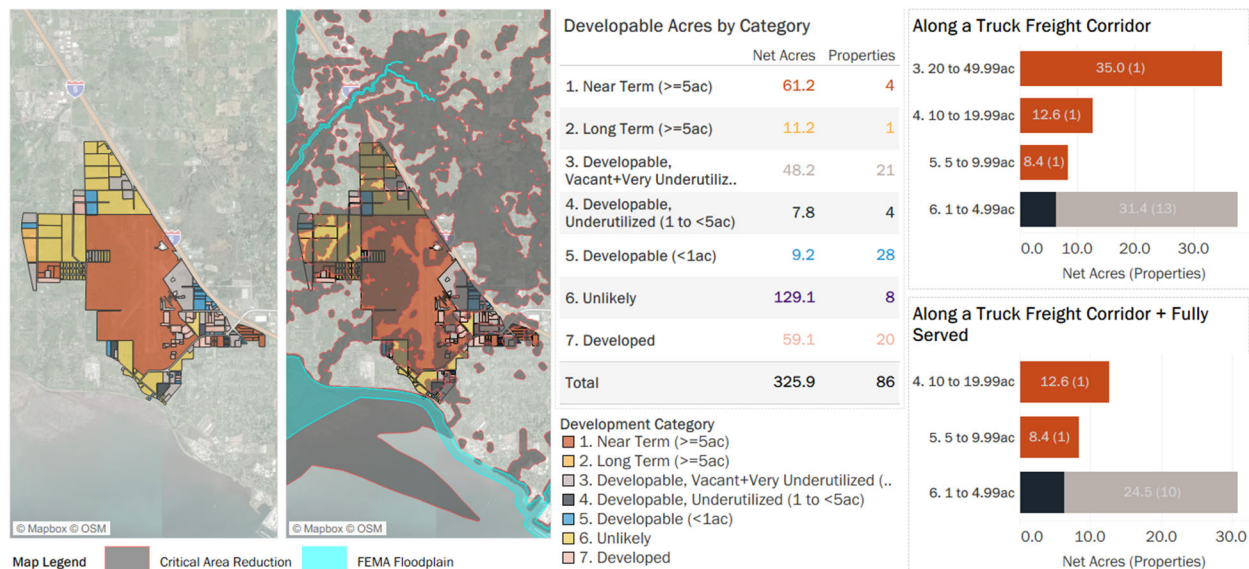 © Mapbox © OSM
© Mapbox © OSM
Map Legend
Critical Area Reduction
FEMA Floodplain
Developable Acres by Category
Net Acres Properties
1. Near Term (>=5ac) 61.2 4
2. Long Term (>=5ac) 11.2 1
3. Developable,
Vacant+Very Underutiliz.. 48.2 21
4. Developable,
Underutilized (1 to <5ac) 7.8 4
5. Developable (<1ac) 9.2 28
6. Unlikely 129.1 8
7. Developed 59.1 20
Total 325.9 86
Development Category
1. Near Term (>=5ac)
2. Long Term (>=5ac)
3. Developable, Vacant+Very Underutilized (..
4. Developable, Underutilized (1 to <5ac)
5. Developable (<1ac)
6. Unlikely
7. Developed
Along a Truck Freight Corridor
3. 20 to 49.99ac 35.0 (1)
4. 10 to 19.99ac 12.6 (1)
5. 5 to 9.99ac 8.4 (1)
6. 1 to 4.99ac 31.4 (13)
0.0 10.0 30.0
Net Acres (Properties)
Along a Truck Freight Corridor + Fully
Served
4. 10 to 19.99ac 12.6 (1)
5. 5 to 9.99ac 8.4 (1)
6. 1 to 4.99ac 24.5 (10)
0.0 10.0 20.0 30.0
Net Acres (Properties)